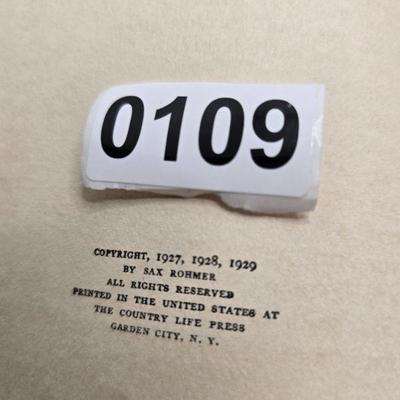 0109
COPYRIGHT, 1927, 1928, 1929
BY SAX ROHMER
ALL RIGHTS RESERVED
PRINTED IN THE UNITED STATES AT
THE COUNTRY LIFE PRESS
GARDEN CITY, N. Y.